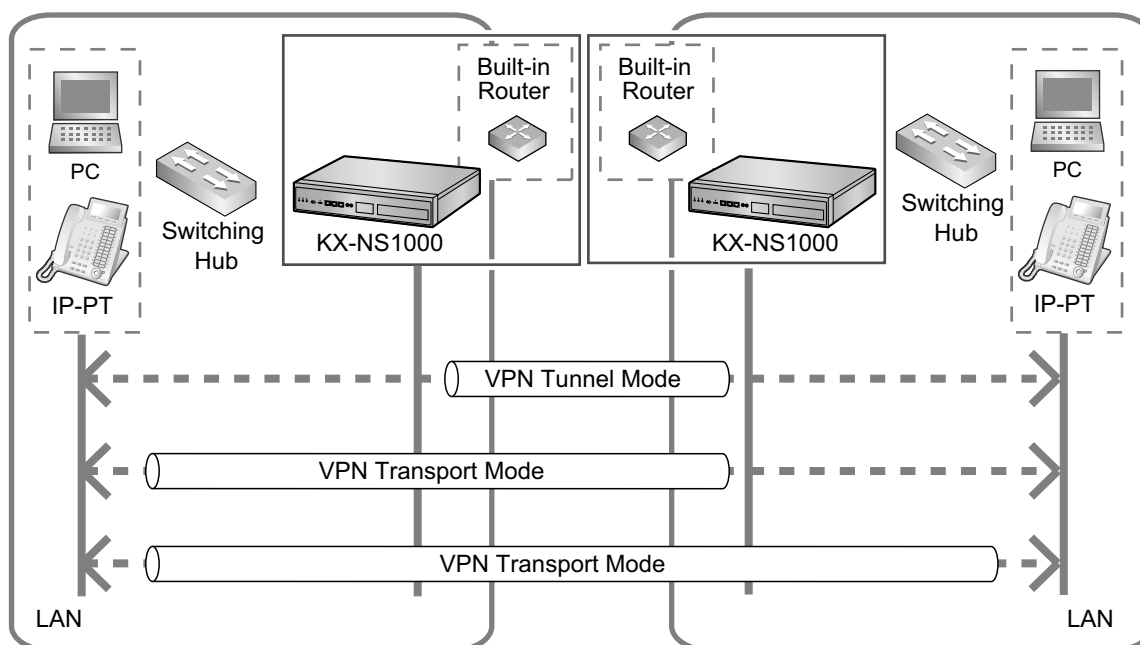 Built-in
Router
Built-in
Router
PC
PC
Switching
Hub
KX-NS1000
KX-NS1000
Switching
Hub
IP-PT
IP-PT
VPN Tunnel Mode
VPN Transport Mode
VPN Transport Mode
LAN
LAN